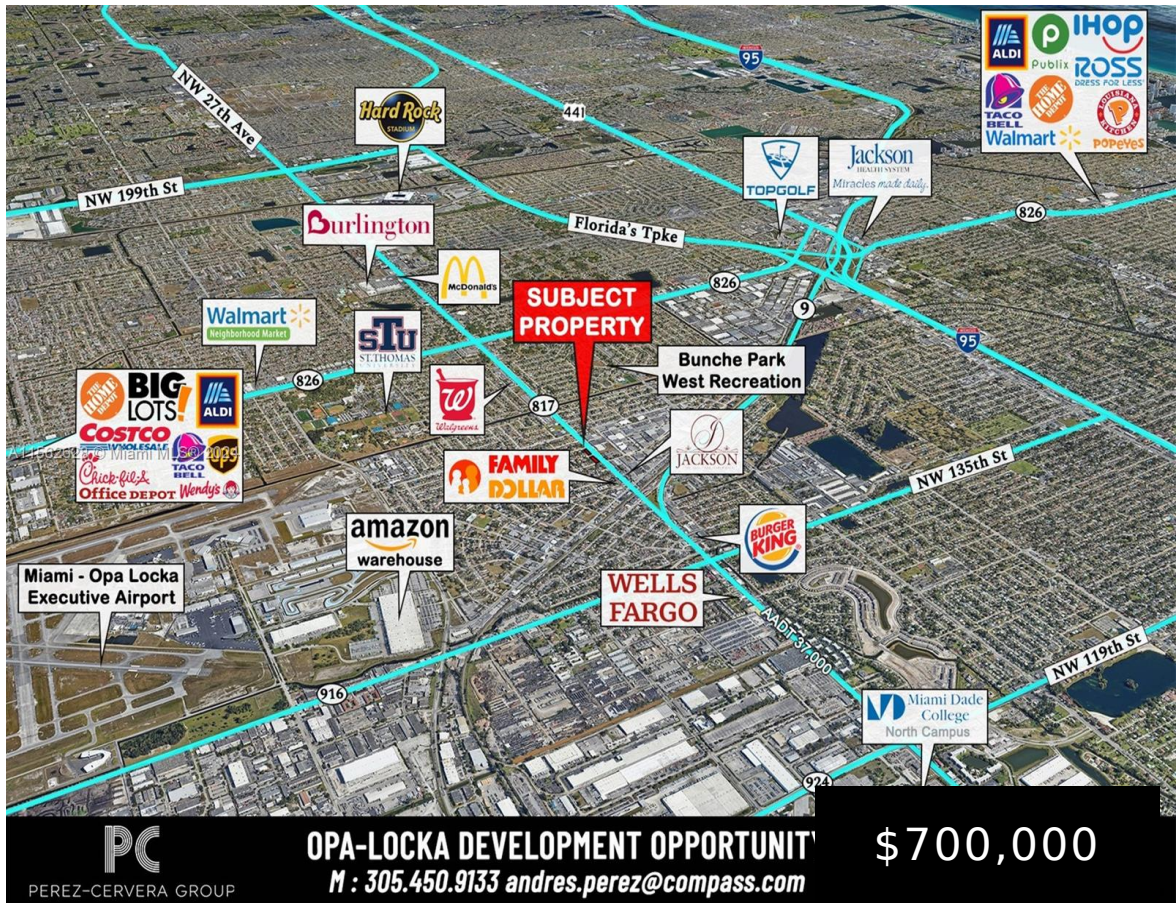 ALDI
Publix
IHOP
ROSS
DRESS FOR LESS
TACO
BELL
THE
HOME
DEPOT
LOUISIANA
KITCHEN
Walmart
POPEYES
95
NW 27th Ave
Hard Rock
STADIUM
441
TOPGOLF
Jackson
HEALTH SYSTEM
Miracles made daily.
NW 199th St
826
Burlington
Florida's Tpke
McDonald's
826
SUBJECT
PROPERTY
9
Walmart
Neighborhood Market
STU
ST. THOMAS
UNIVERSITY
95
Bunche Park
West Recreation
826
Walgreens
817
THE
HOME
DEPOT
BIG
LOTS!
ALDI
COSTCO
WHOLESALE
TACO
BELL
ups
Chick-fil-A
Office DEPOT
Wendy's
Miami MLS® 202
J
JACKSON
FAMILY
DOLLAR
NW 135th St
amazon
warehouse
BURGER
KING
Miami - Opa Locka
Executive Airport
WELLS
FARGO
AADT 37,000
NW 119th St
916
Miami Dade
College
North Campus
924
PC
PEREZ-CERVERA GROUP
OPA-LOCKA DEVELOPMENT OPPORTUNITY
M : 305.450.9133 andres.perez@compass.com
$700,000